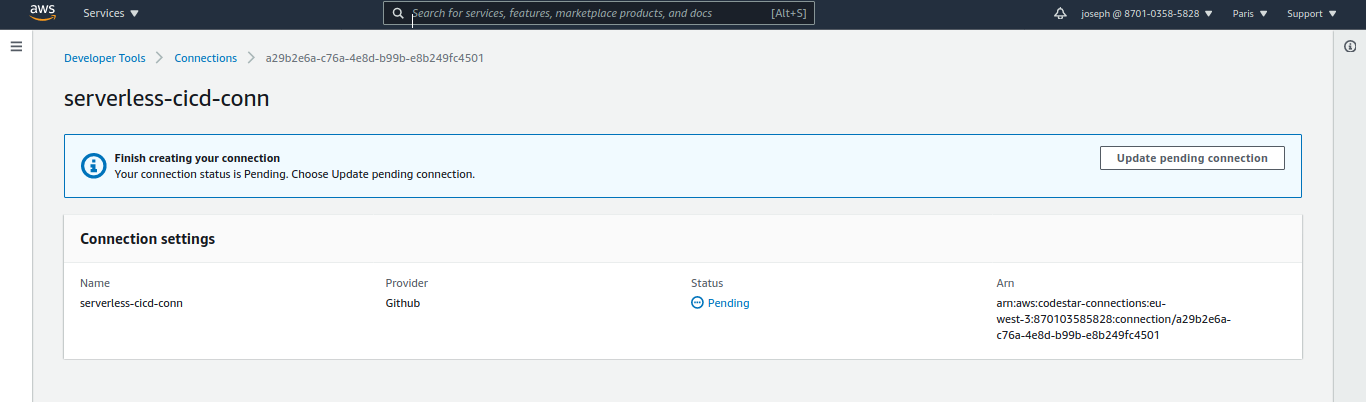 aws Services Search for services, features, marketplace products, and docs [Alt+S] joseph @ 8701-0358-5828 Paris Support
Developer Tools Connections a29b2e6a-c76a-4e8d-b99b-e8b249fc4501
serverless-cicd-conn
Finish creating your connection
Your connection status is Pending. Choose Update pending connection.
Update pending connection
Connection settings
Name Provider Status Arn
serverless-cicd-conn Github Pending arn:aws:codestar-connections:eu-
west-3:870103585828:connection/a29b2e6a-
c76a-4e8d-b99b-e8b249fc4501